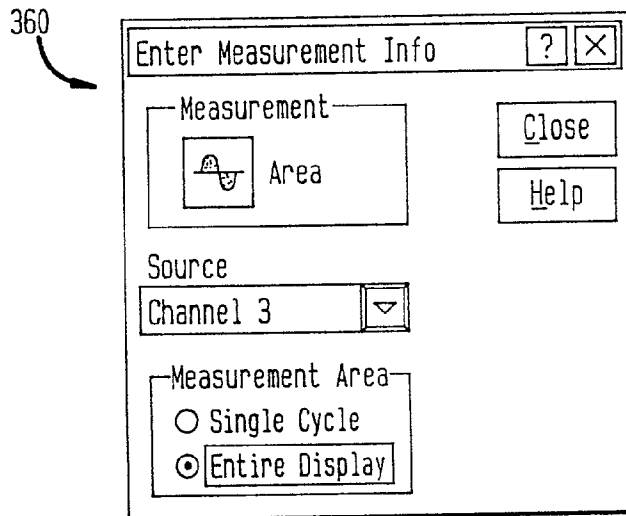 360
Enter Measurement Info ? X
Measurement
Area
Close
Help
Source
Channel 3
Measurement Area
Single Cycle
Entire Display